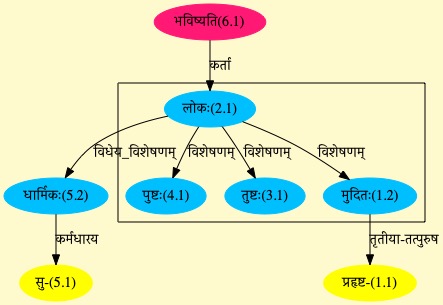 भविष्यति(6.1)
कर्ता
लोकः(2.1)
विधेय_विशेषणम् विशेषणम् विशेषणम् विशेषणम्
धार्मिकः(5.2) पुष्टः(4.1) तुष्टः(3.1) मुदितः(1.2)
कर्मधारय तृतीया-तत्पुरुष
सु-(5.1) प्रहृष्ट-(1.1)